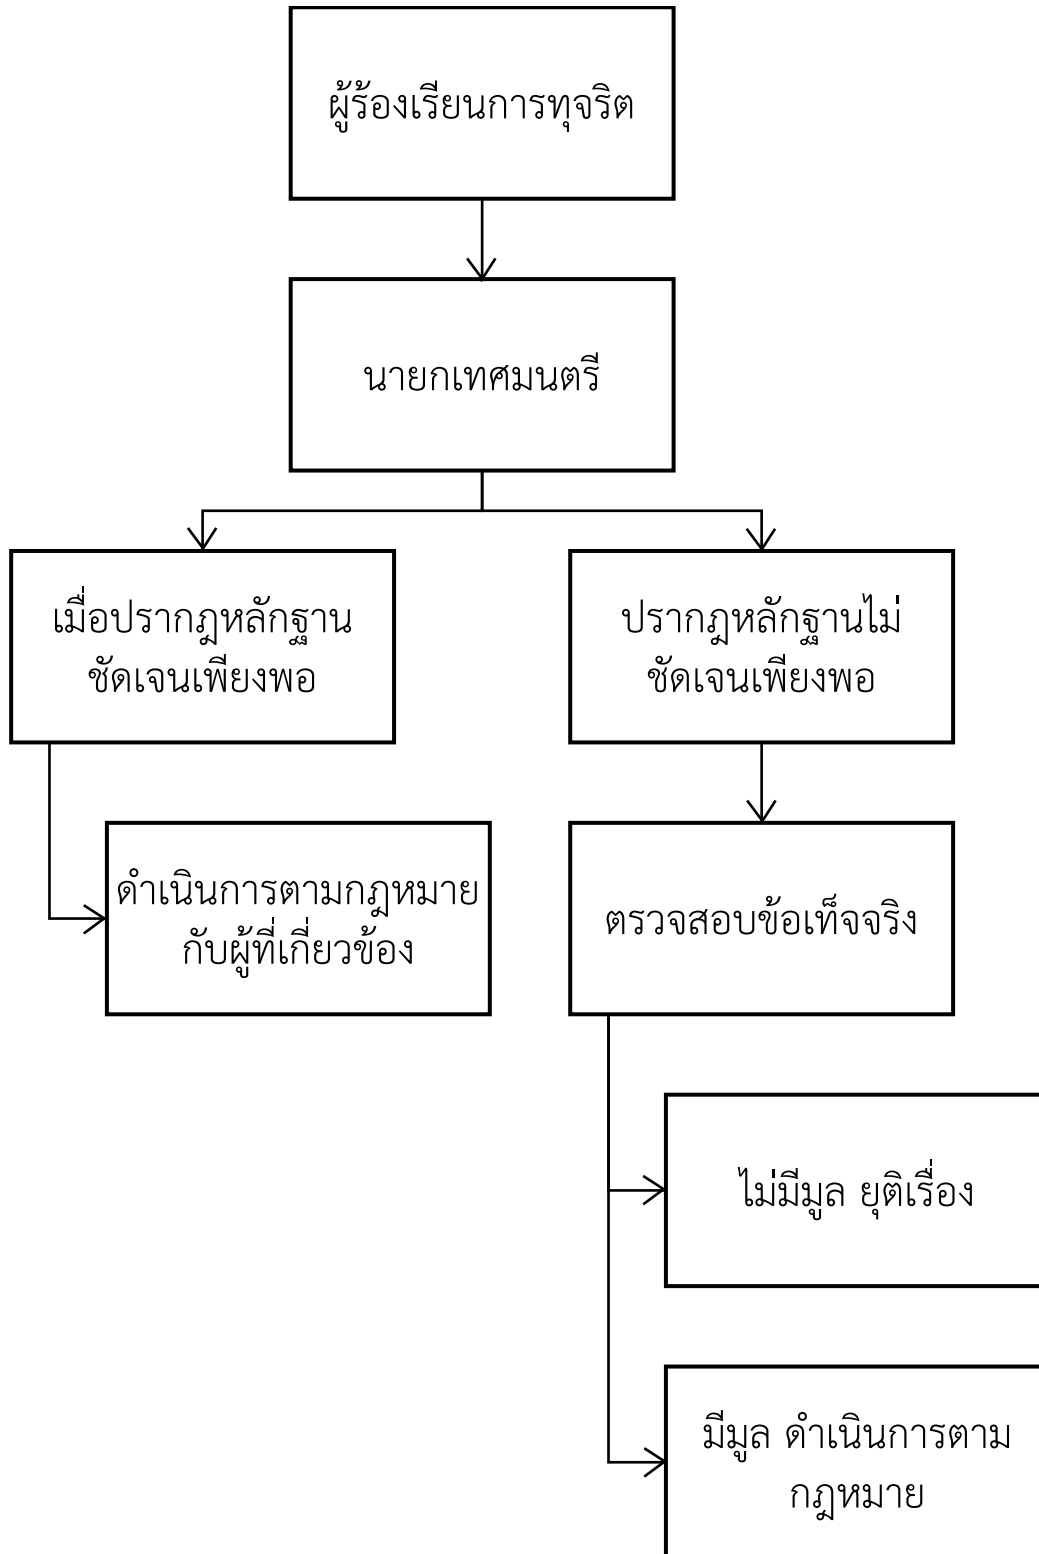 ผู้ร้องเรียนการทุจริต
นายกเทศมนตรี
เมื่อปรากฏหลักฐาน
ชัดเจนเพียงพอ
ปรากฏหลักฐานไม่
ชัดเจนเพียงพอ
ดำเนินการตามกฎหมาย
กับผู้ที่เกี่ยวข้อง
ตรวจสอบข้อเท็จจริง
ไม่มีมูล ยุติเรื่อง
มีมูล ดำเนินการตาม
กฎหมาย